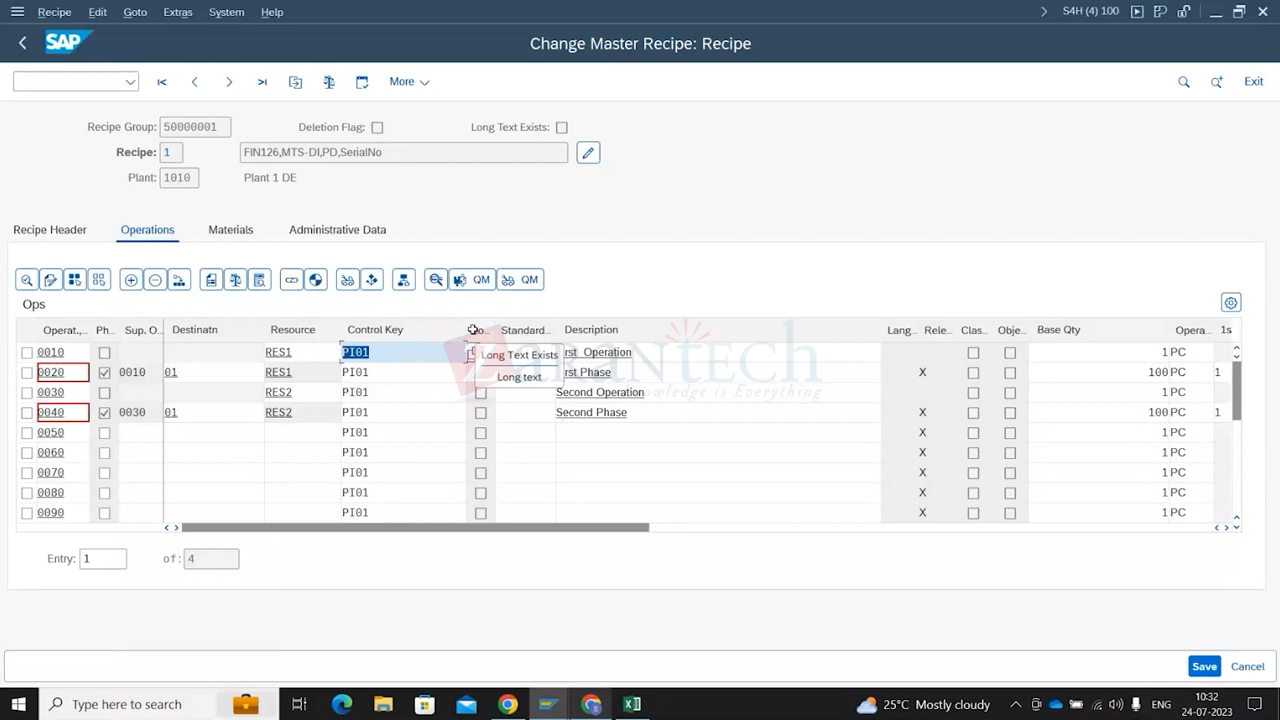 Recipe Edit Goto Extras System Help S4H (4) 100
SAP Change Master Recipe: Recipe
More Exit
Recipe Group: 50000001 Deletion Flag: Long Text Exists:
Recipe: 1 FIN126,MTS-DI,PD,SerialNo
Plant: 1010 Plant 1 DE
Recipe Header Operations Materials Administrative Data
QM QM
Ops
Operat.,.. Ph... Sup. O... Destinatn Resource Control Key Standard... Description Lang... Rele... Clas... Obje... Base Qty Opera... 1s
0010 RES1 PI01 rst Operation 1 PC
Long Text Exists
0020 0010 01 RES1 PI01 rst Phase X 100 PC 1
Long text
0030 RES2 PI01 Second Operation 1 PC
0040 0030 01 RES2 PI01 Second Phase X 100 PC 1
0050 PI01 X 1 PC
0060 PI01 X 1 PC
0070 PI01 X 1 PC
0080 PI01 X 1 PC
0090 PI01 X 1 PC
ZaranTech
Knowledge is Everything
Entry: 1 of: 4
Save Cancel
Type here to search 25°C Mostly cloudy ENG 10:32
24-07-2023